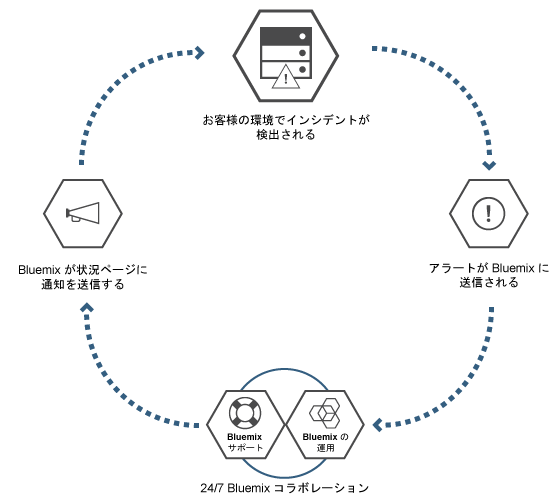 お客様の環境でインシデントが
検出される
アラートが Bluemix に
送信される
Bluemix
サポート
Bluemix の
運用
24/7 Bluemix コラボレーション
Bluemix が状況ページに
通知を送信する